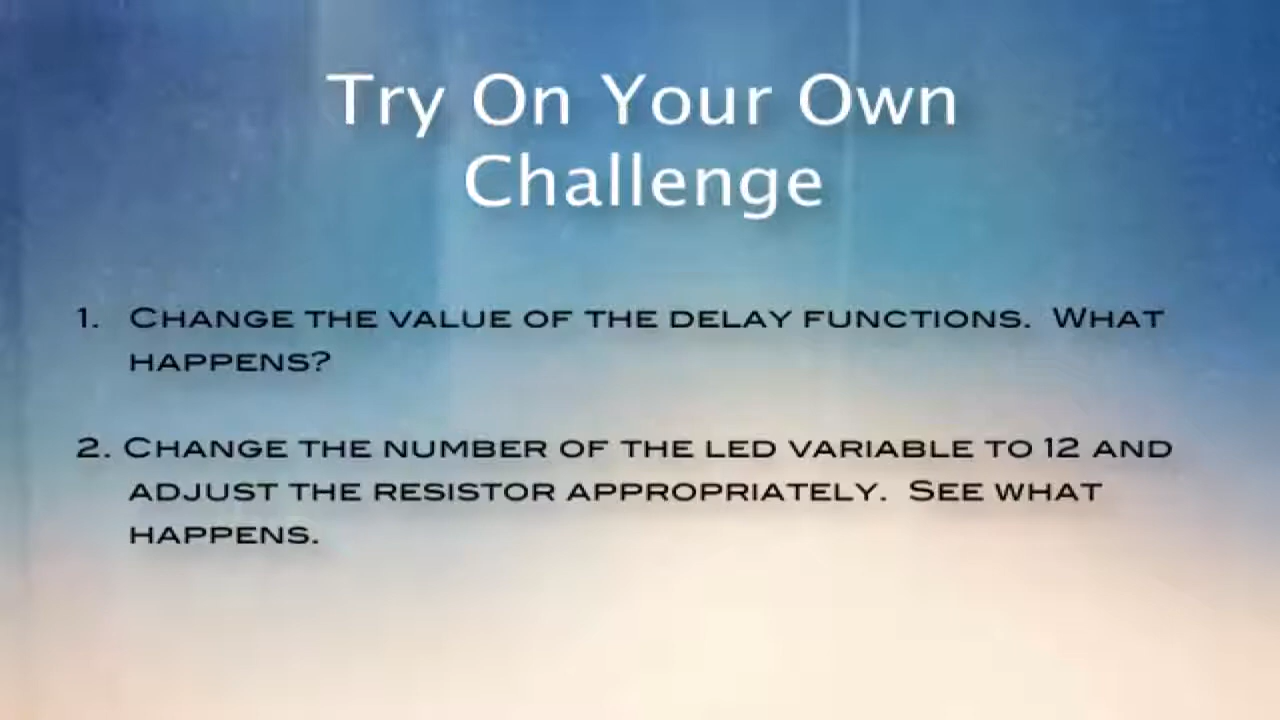 Try On Your Own
Challenge
1. Change the value of the delay functions. What
happens?
2. Change the number of the led variable to 12 and
adjust the resistor appropriately. See what
happens.